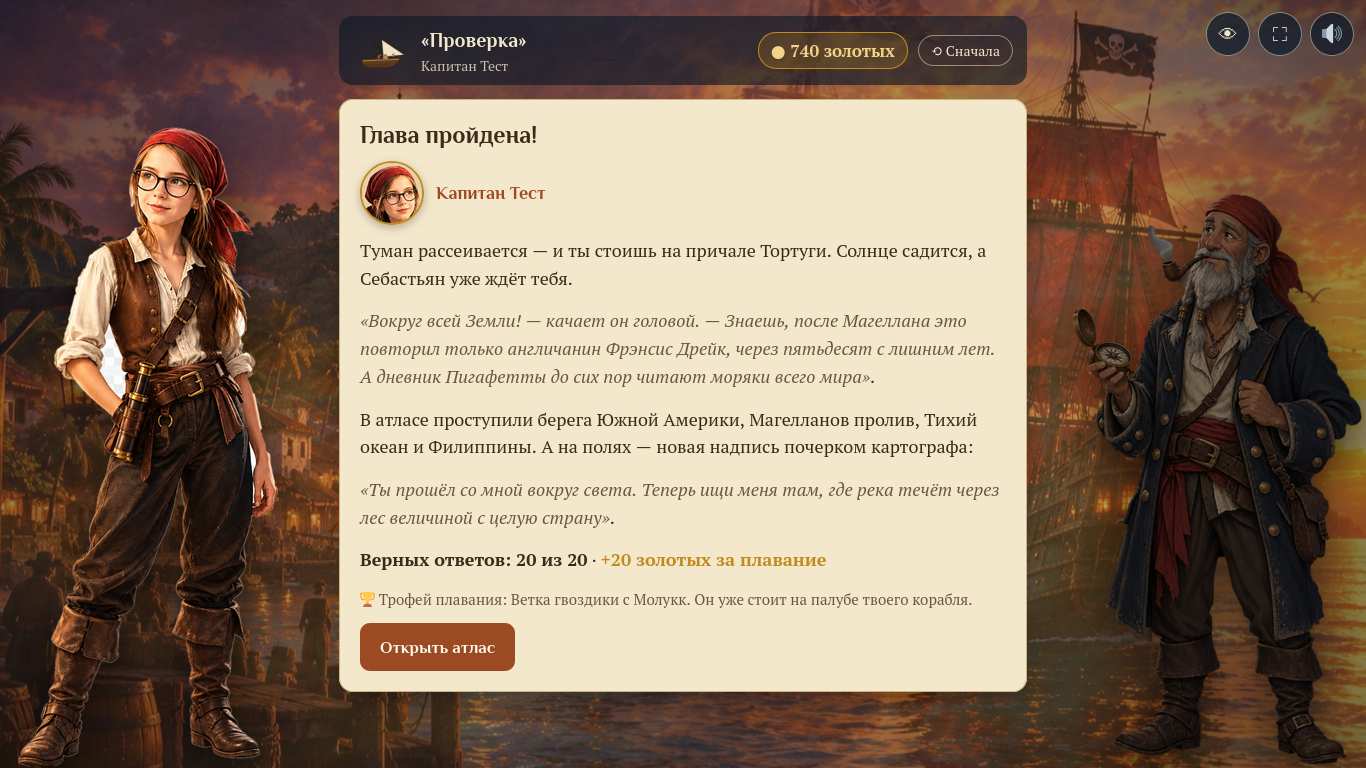 «Проверка»
Капитан Тест
740 золотых
⟲ Сначала
Глава пройдена!
Капитан Тест
Туман рассеивается — и ты стоишь на причале Тортуги. Солнце садится, а
Себастьян уже ждёт тебя.
«Вокруг всей Земли! — качает он головой. — Знаешь, после Магеллана это
повторил только англичанин Фрэнсис Дрейк, через пятьдесят с лишним лет.
А дневник Пигафетты до сих пор читают моряки всего мира».
В атласе проступили берега Южной Америки, Магелланов пролив, Тихий
океан и Филиппины. А на полях — новая надпись почерком картографа:
«Ты прошёл со мной вокруг света. Теперь ищи меня там, где река течёт через
лес величиной с целую страну».
Верных ответов: 20 из 20 · +20 золотых за плавание
🏆 Трофей плавания: Ветка гвоздики с Молукк. Он уже стоит на палубе твоего корабля.
Открыть атлас